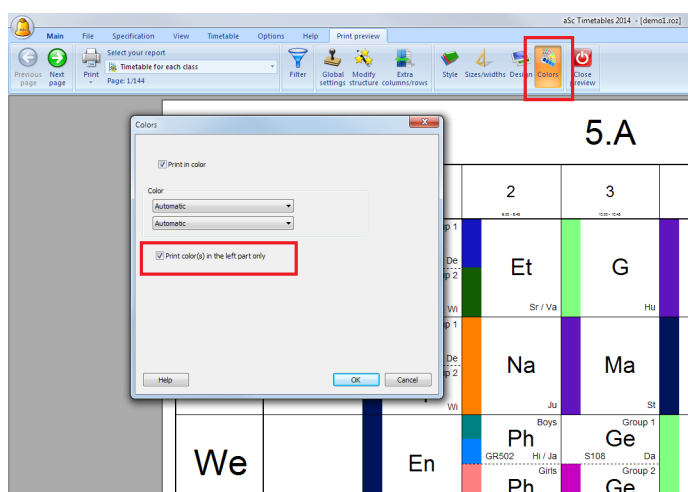 aSc Timetables 2014 - [demo1.roz]
Main File Specification View Timetable Options Help Print preview
Previous page
Next page
Print
Select your report
Timetable for each class
Page: 1/144
Filter
Global settings
Modify structure
Extra columns/rows
Style
Sizes/widths
Design
Colors
Close preview
Colors
Print in color
Color
Automatic
Automatic
Print color(s) in the left part only
Help OK Cancel
5.A
2 3
De
Wi
Et
Sr / Va
G
Hu
De
Wi
Na
Ju
Ma
St
We
En
Boys
Ph
GR502 Hi / Ja
Girls
Ph
Group 1
Ge
S108 Da
Group 2
Ge